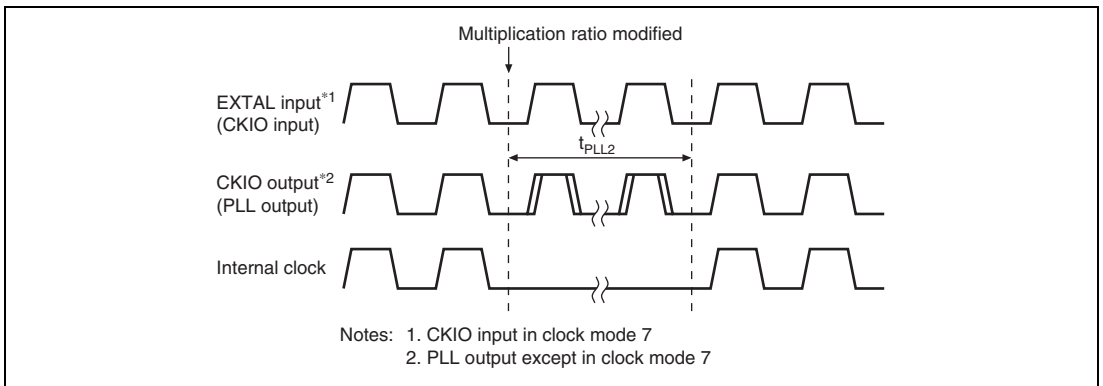 Multiplication ratio modified
EXTAL input*1
(CKIO input)
tPLL2
CKIO output*2
(PLL output)
Internal clock
Notes: 1. CKIO input in clock mode 7
2. PLL output except in clock mode 7